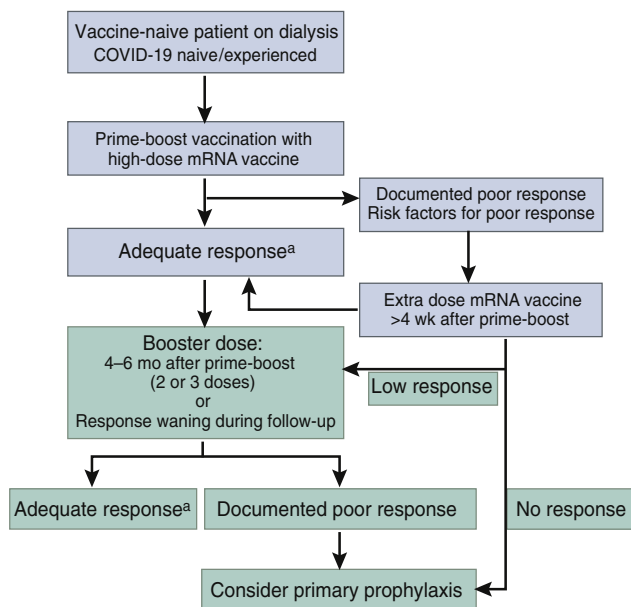 Vaccine-naive patient on dialysis
COVID-19 naive/experienced
Prime-boost vaccination with
high-dose mRNA vaccine
Documented poor response
Risk factors for poor response
Adequate responseᵃ
Extra dose mRNA vaccine
>4 wk after prime-boost
Booster dose:
4–6 mo after prime-boost
(2 or 3 doses)
or
Response waning during follow-up
Low response
Adequate responseᵃ
Documented poor response
No response
Consider primary prophylaxis